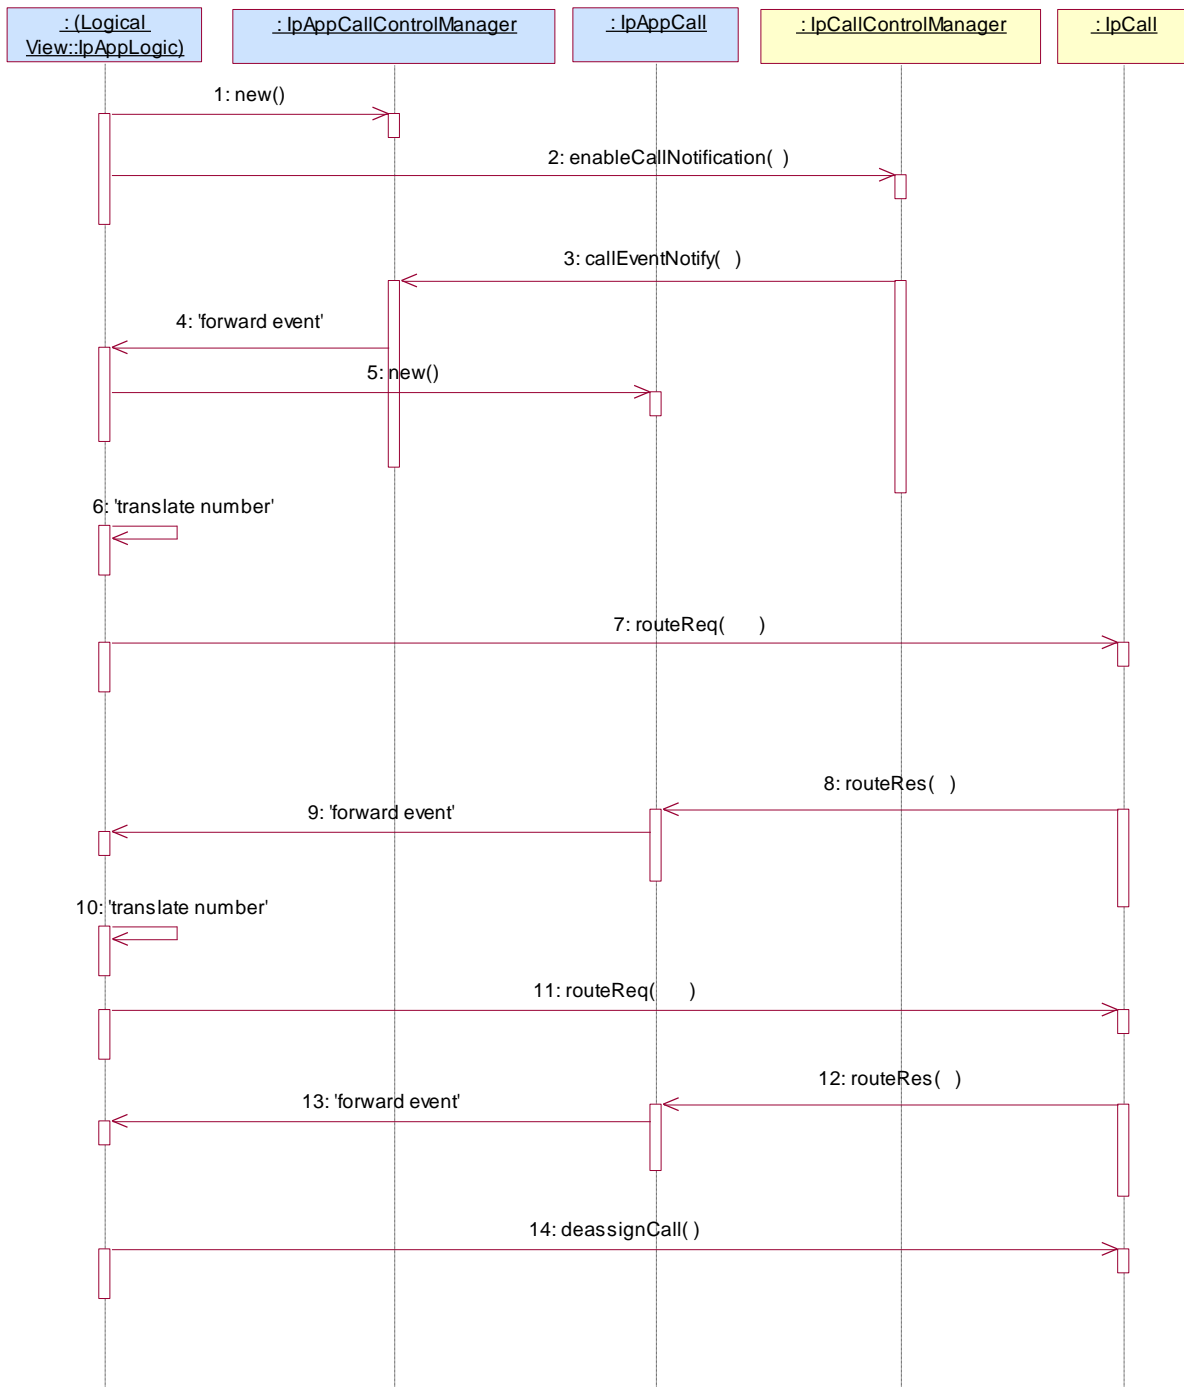 : (Logical
View::IpAppLogic)
: IpAppCallControlManager
: IpAppCall
: IpCallControlManager
: IpCall
1: new()
2: enableCallNotification( )
3: callEventNotify( )
4: 'forward event'
5: new()
6: 'translate number'
7: routeReq( )
8: routeRes( )
9: 'forward event'
10: 'translate number'
11: routeReq( )
12: routeRes( )
13: 'forward event'
14: deassignCall( )